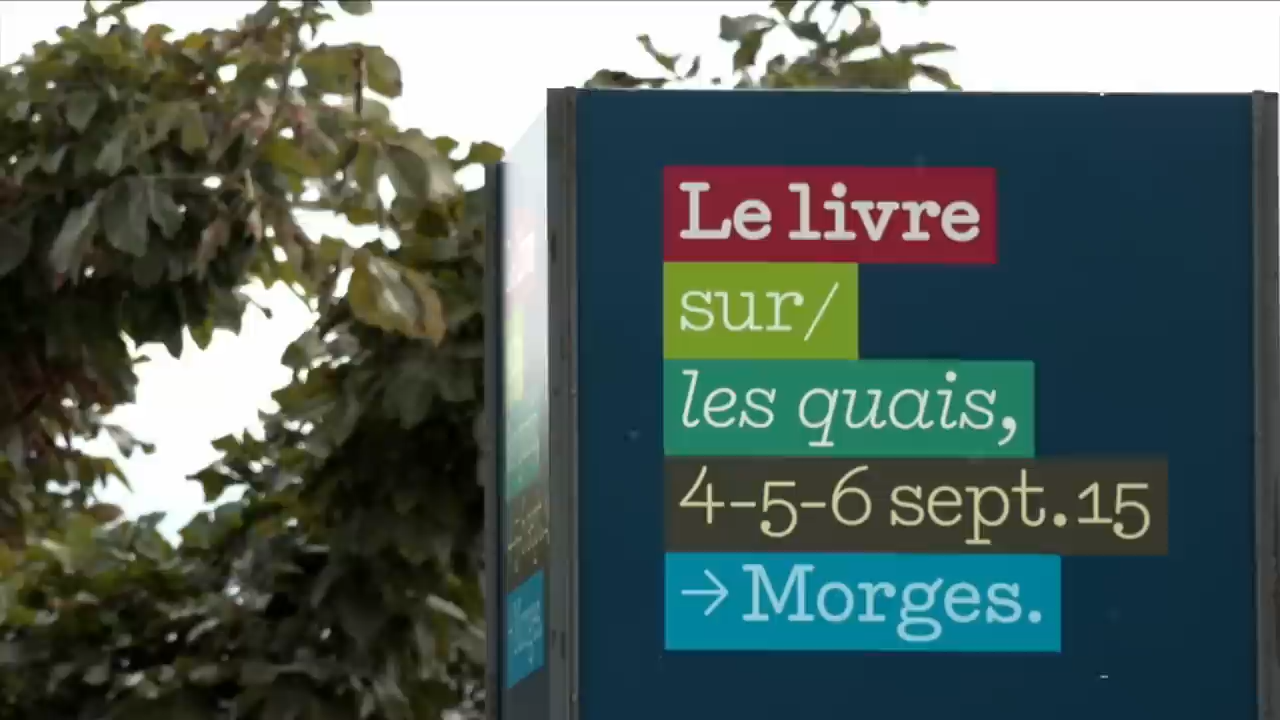 Le livre
sur/
les quais,
4-5-6 sept. 15
→ Morges.